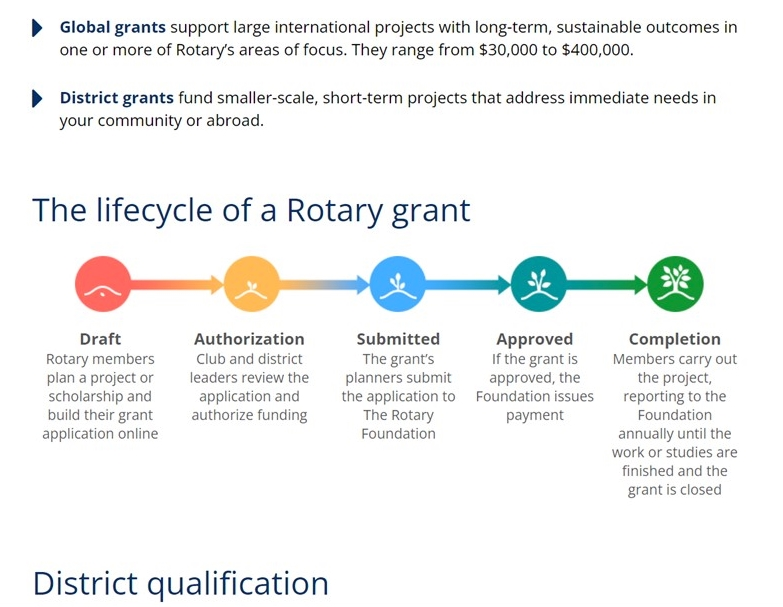 Global grants support large international projects with long-term, sustainable outcomes in
one or more of Rotary's areas of focus. They range from $30,000 to $400,000.
District grants fund smaller-scale, short-term projects that address immediate needs in
your community or abroad.
The lifecycle of a Rotary grant
Draft
Rotary members
plan a project or
scholarship and
build their grant
application online
Authorization
Club and district
leaders review the
application and
authorize funding
Submitted
The grant's
planners submit
the application to
The Rotary
Foundation
Approved
If the grant is
approved, the
Foundation issues
payment
Completion
Members carry out
the project,
reporting to the
Foundation
annually until the
work or studies are
finished and the
grant is closed
District qualification